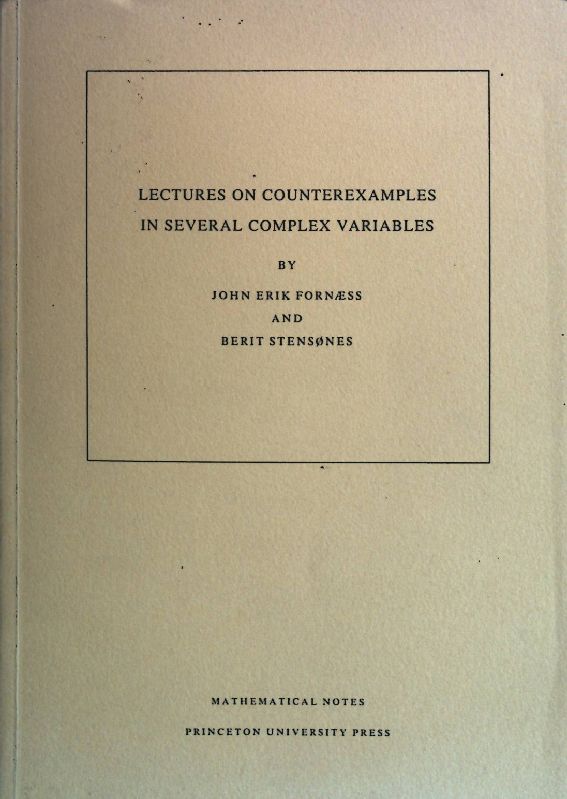 LECTURES ON COUNTEREXAMPLES
IN SEVERAL COMPLEX VARIABLES
BY
JOHN ERIK FORNÆSS
AND
BERIT STENSØNES
MATHEMATICAL NOTES
PRINCETON UNIVERSITY PRESS